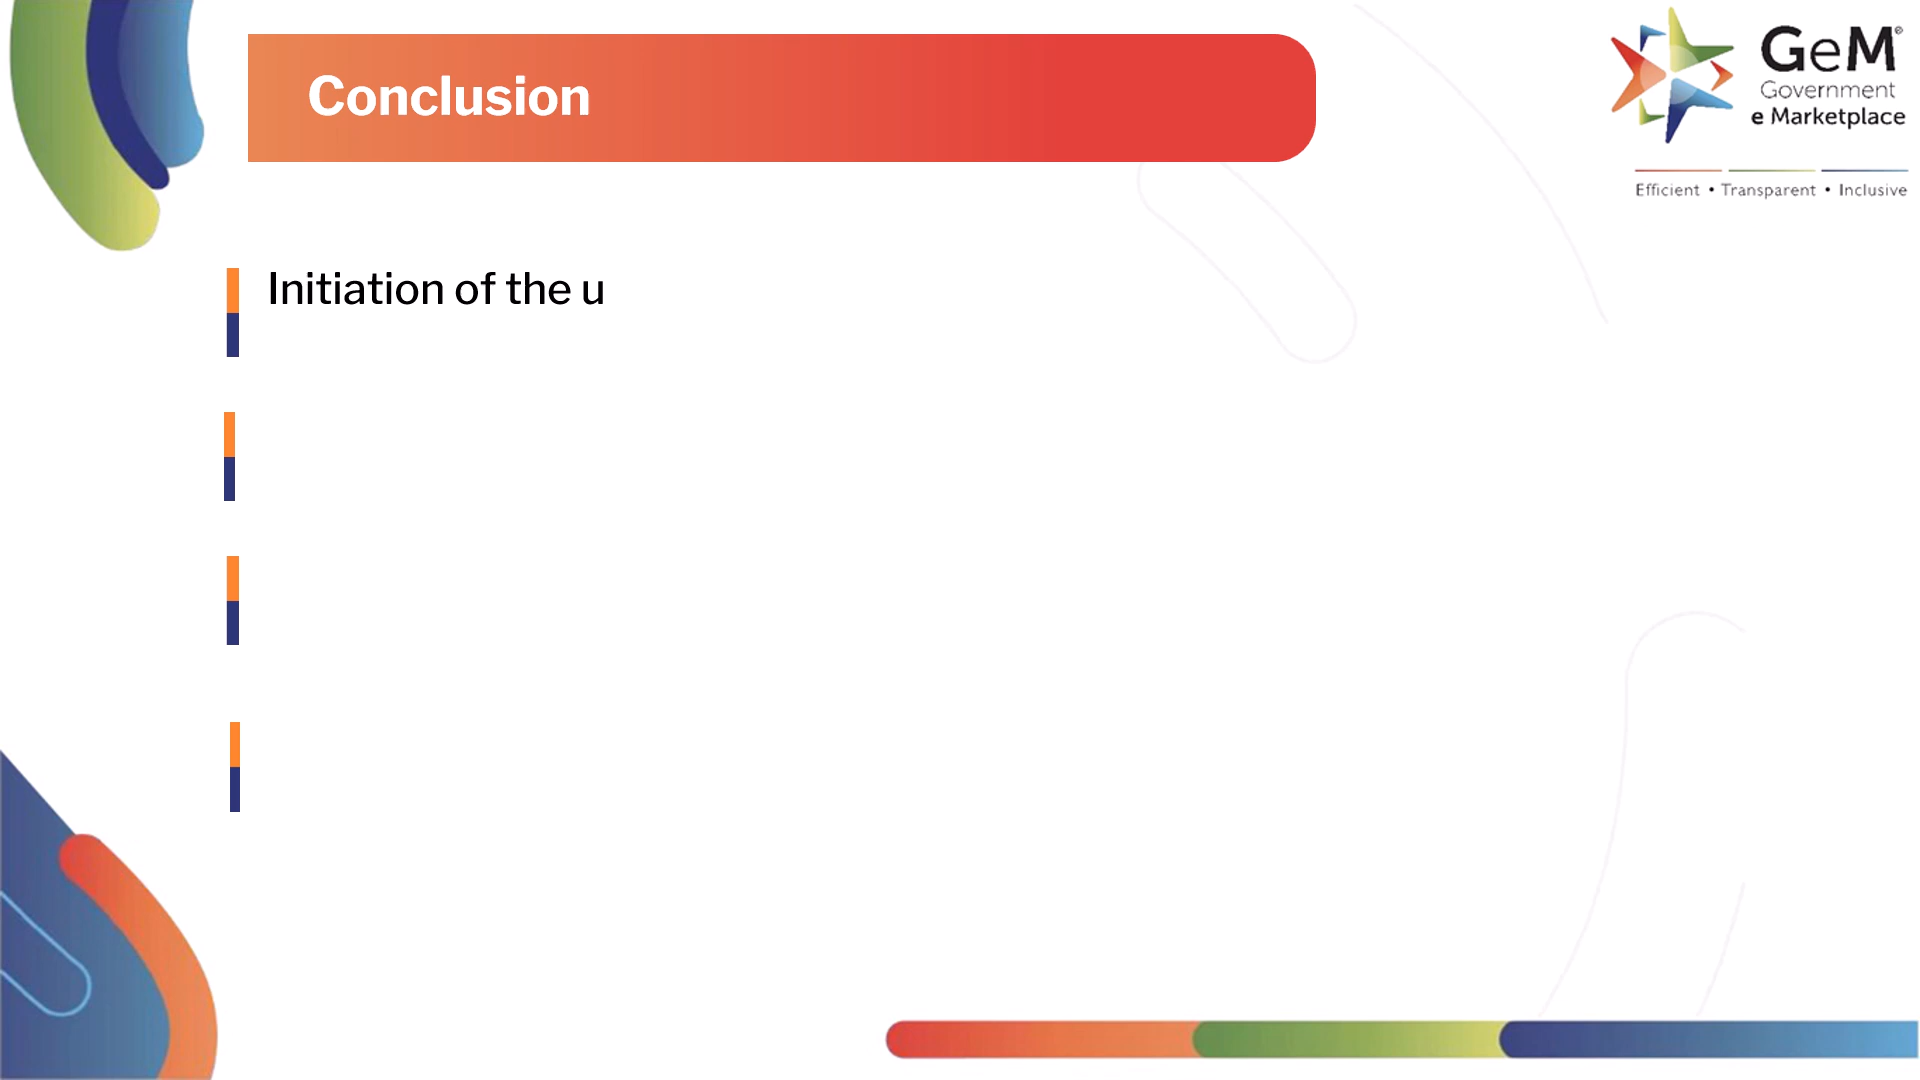 Conclusion
GeM®
Government
e Marketplace
Efficient • Transparent • Inclusive
Initiation of the u